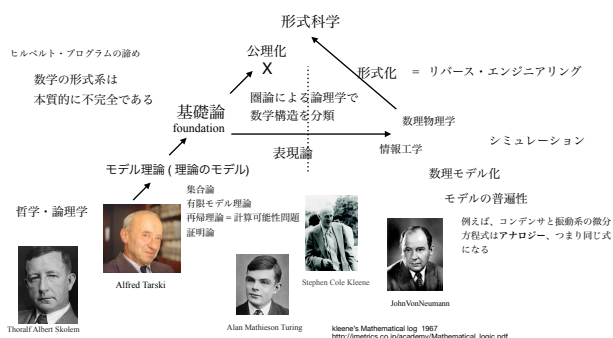 形式科学
ヒルベルト・プログラムの諦め
公理化
X
形式化 = リバース・エンジニアリング
数学の形式系は
本質的に不完全である
圏論による論理学で
数学構造を分類
基礎論
foundation
数理物理学
表現論
情報工学
シミュレーション
モデル理論 ( 理論のモデル)
数理モデル化
集合論
有限モデル理論
再帰理論 = 計算可能性問題
証明論
モデルの普遍性
哲学・論理学
例えば、コンデンサと振動系の微分
方程式はアナロジー、つまり同じ式
になる
Alfred Tarski
Stephen Cole Kleene
JohnVonNeumann
Thoralf Albert Skolem
Alan Mathieson Turing
kleene's Mathematical log 1967
http://imetrics.co.jp/academy/Mathematical_logic.pdf